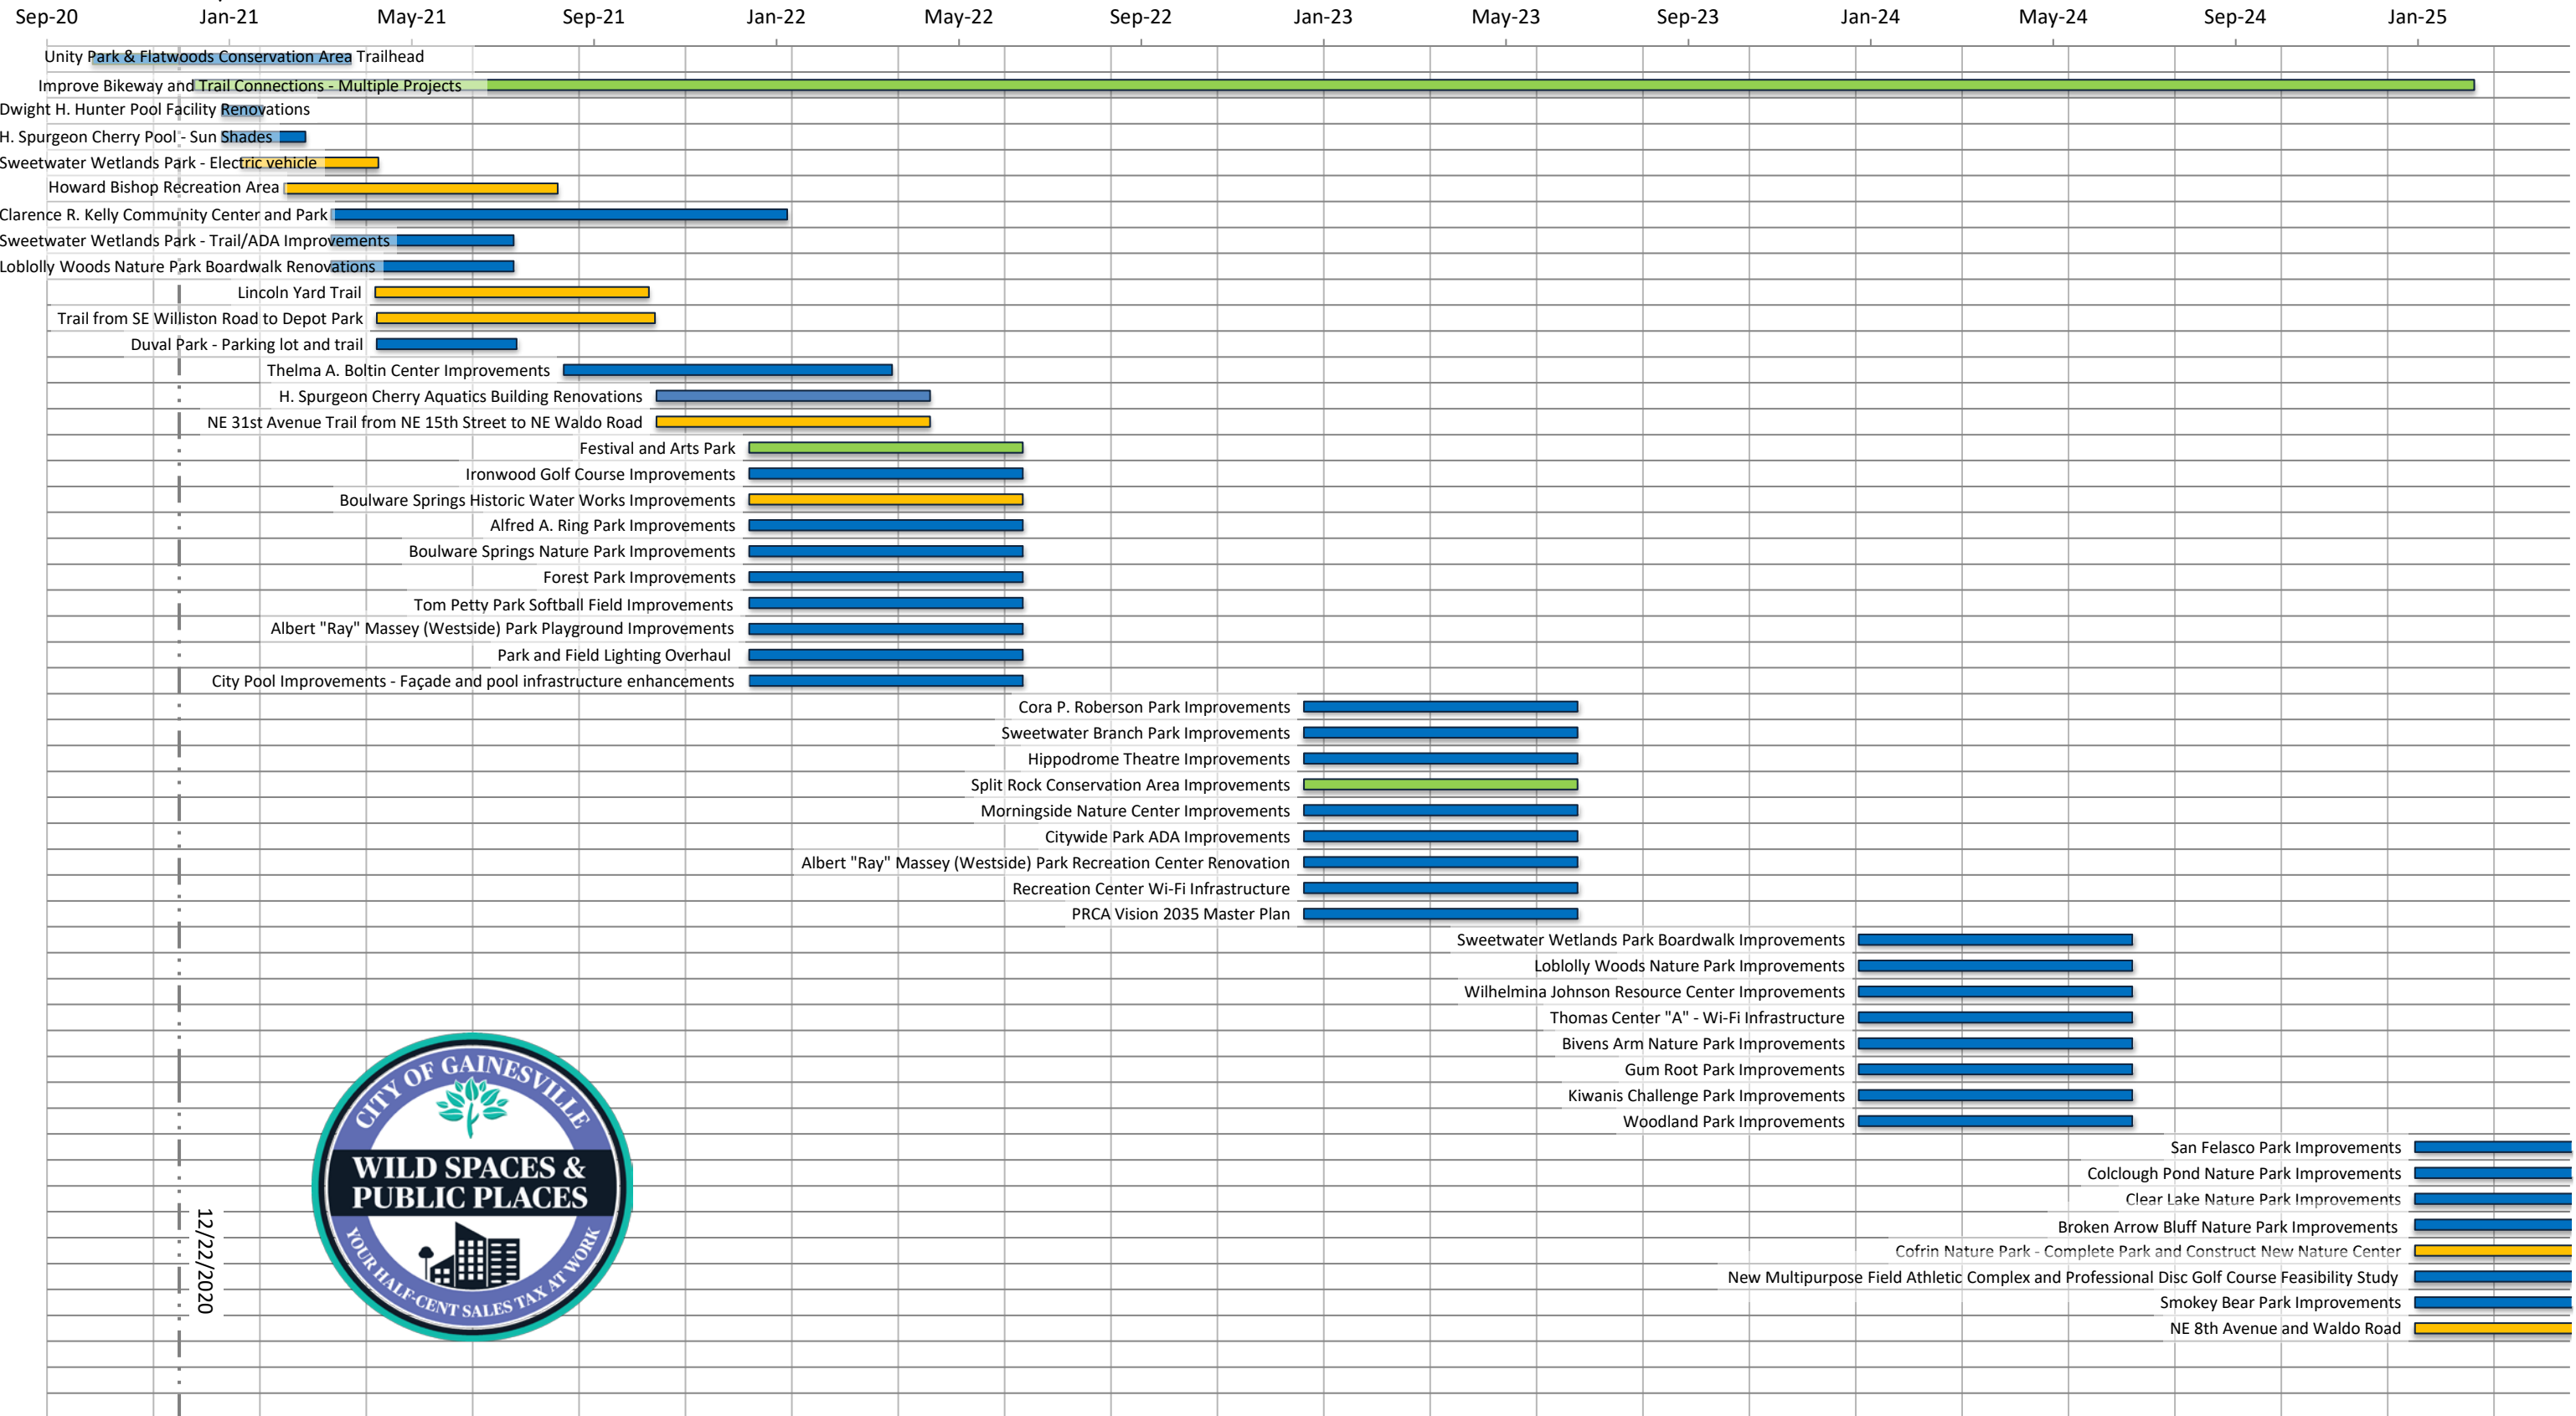 Sep-20 Jan-21 May-21 Sep-21 Jan-22 May-22 Sep-22 Jan-23 May-23 Sep-23 Jan-24 May-24 Sep-24 Jan-25
Unity Park & Flatwoods Conservation Area Trailhead
Improve Bikeway and Trail Connections - Multiple Projects
Dwight H. Hunter Pool Facility Renovations
H. Spurgeon Cherry Pool - Sun Shades
Sweetwater Wetlands Park - Electric vehicle
Howard Bishop Recreation Area
Clarence R. Kelly Community Center and Park
Sweetwater Wetlands Park - Trail/ADA Improvements
Loblolly Woods Nature Park Boardwalk Renovations
Lincoln Yard Trail
Trail from SE Williston Road to Depot Park
Duval Park - Parking lot and trail
Thelma A. Boltin Center Improvements
H. Spurgeon Cherry Aquatics Building Renovations
NE 31st Avenue Trail from NE 15th Street to NE Waldo Road
Festival and Arts Park
Ironwood Golf Course Improvements
Boulware Springs Historic Water Works Improvements
Alfred A. Ring Park Improvements
Boulware Springs Nature Park Improvements
Forest Park Improvements
Tom Petty Park Softball Field Improvements
Albert "Ray" Massey (Westside) Park Playground Improvements
Park and Field Lighting Overhaul
City Pool Improvements - Façade and pool infrastructure enhancements
Cora P. Roberson Park Improvements
Sweetwater Branch Park Improvements
Hippodrome Theatre Improvements
Split Rock Conservation Area Improvements
Morningside Nature Center Improvements
Citywide Park ADA Improvements
Albert "Ray" Massey (Westside) Park Recreation Center Renovation
Recreation Center Wi-Fi Infrastructure
PRCA Vision 2035 Master Plan
Sweetwater Wetlands Park Boardwalk Improvements
Loblolly Woods Nature Park Improvements
Wilhelmina Johnson Resource Center Improvements
Thomas Center "A" - Wi-Fi Infrastructure
Bivens Arm Nature Park Improvements
Gum Root Park Improvements
Kiwanis Challenge Park Improvements
Woodland Park Improvements
San Felasco Park Improvements
Colclough Pond Nature Park Improvements
Clear Lake Nature Park Improvements
Broken Arrow Bluff Nature Park Improvements
Cofrin Nature Park - Complete Park and Construct New Nature Center
New Multipurpose Field Athletic Complex and Professional Disc Golf Course Feasibility Study
Smokey Bear Park Improvements
NE 8th Avenue and Waldo Road
12/22/2020
CITY OF GAINESVILLE
WILD SPACES &
PUBLIC PLACES
YOUR HALF-CENT SALES TAX AT WORK